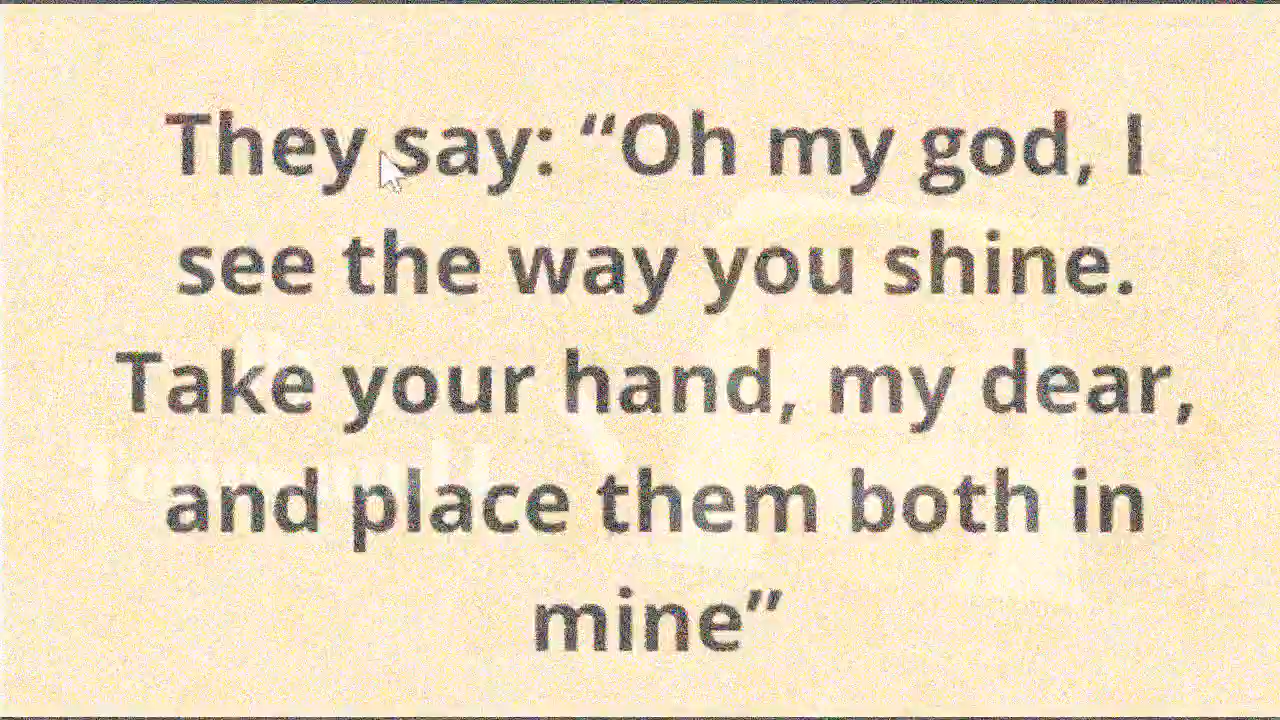 They say: “Oh my god, I
see the way you shine.
Take your hand, my dear,
and place them both in
mine”